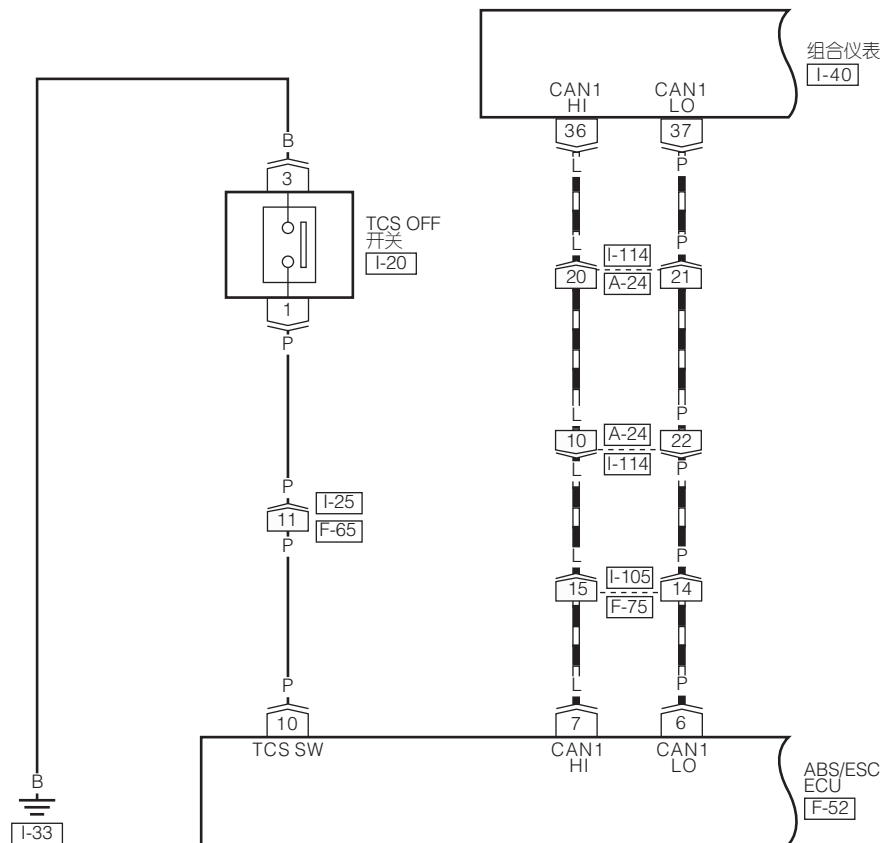 组合仪表
I-40
CAN1
HI
CAN1
LO
36
37
B
L
P
3
TCS OFF
开关
I-20
L
P
I-114
20
21
A-24
1
P
L
P
A-24
10
22
I-114
L
P
P
I-25
11
F-65
P
L
P
I-105
15
14
F-75
P
L
P
10
7
6
TCS SW
CAN1
HI
CAN1
LO
ABS/ESC
ECU
F-52
B
I-33